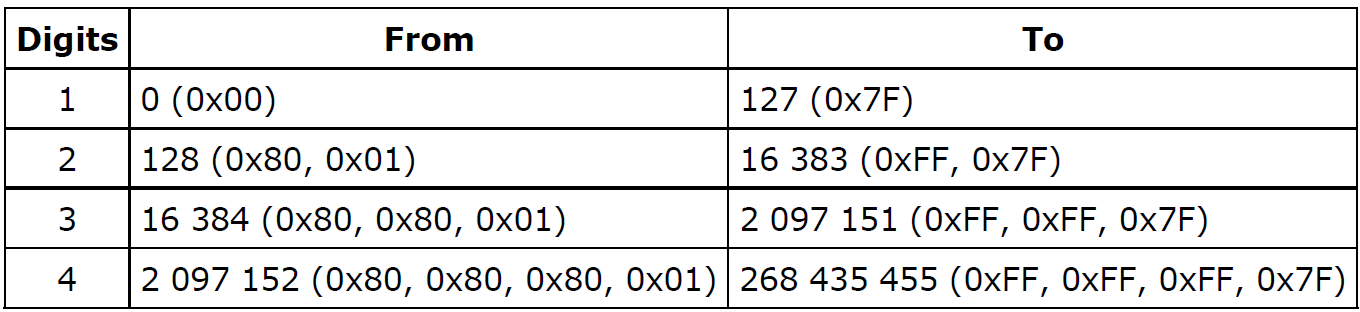 Digits From To
1 0 (0x00) 127 (0x7F)
2 128 (0x80, 0x01) 16 383 (0xFF, 0x7F)
3 16 384 (0x80, 0x80, 0x01) 2 097 151 (0xFF, 0xFF, 0x7F)
4 2 097 152 (0x80, 0x80, 0x80, 0x01) 268 435 455 (0xFF, 0xFF, 0xFF, 0x7F)